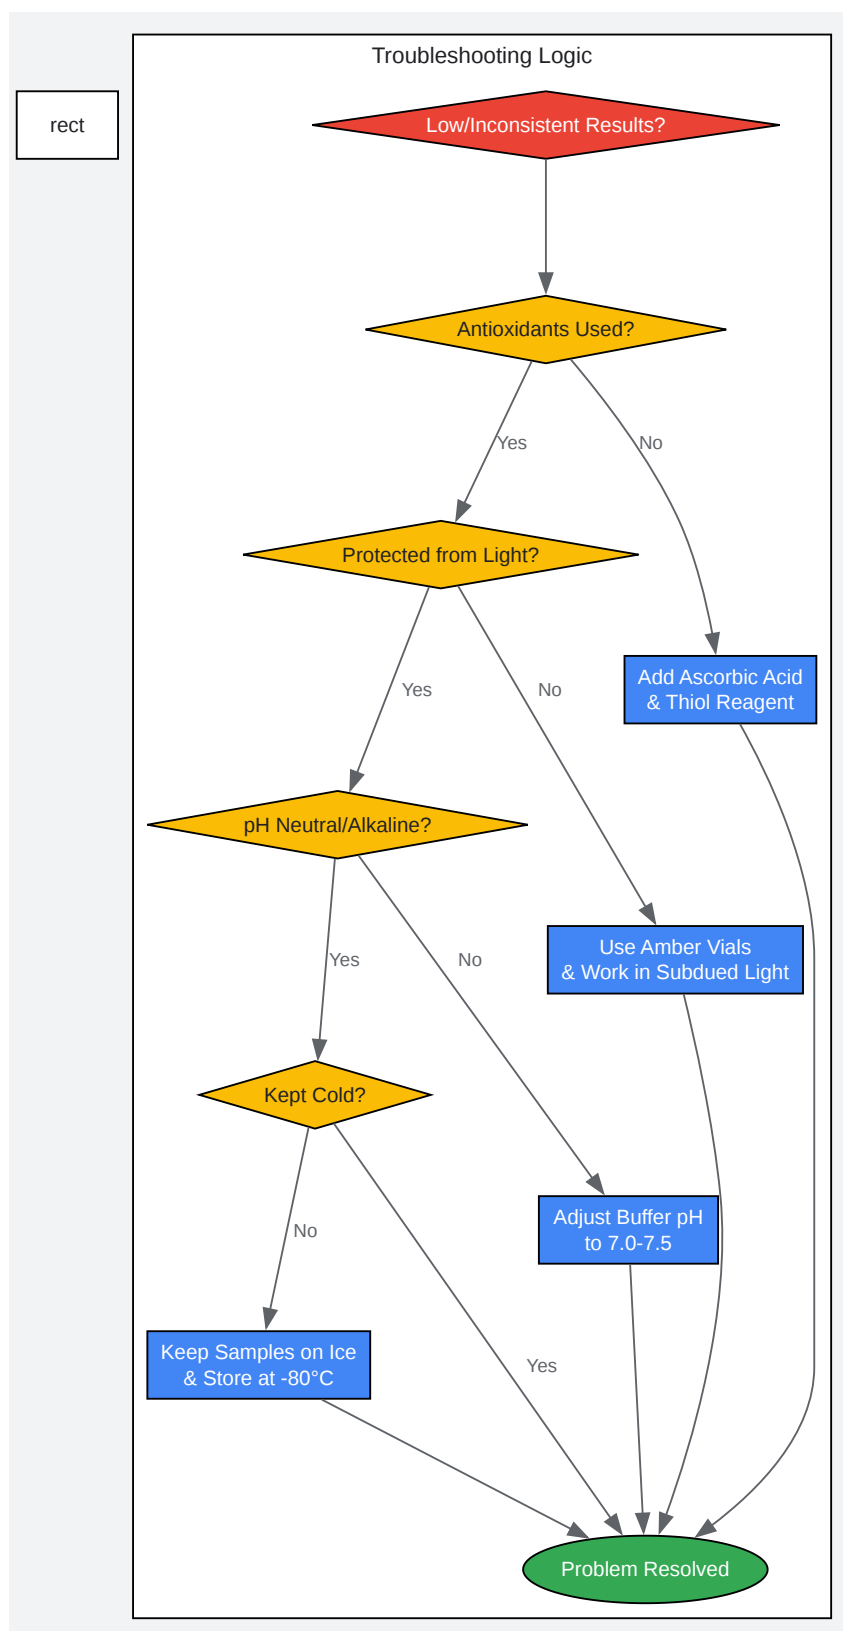 Troubleshooting Logic
rect
Low/Inconsistent Results?
Antioxidants Used?
Yes
No
Protected from Light?
Add Ascorbic Acid
& Thiol Reagent
Yes
No
pH Neutral/Alkaline?
Use Amber Vials
& Work in Subdued Light
Yes
No
Kept Cold?
Adjust Buffer pH
to 7.0-7.5
No
Keep Samples on Ice
& Store at -80°C
Yes
Problem Resolved